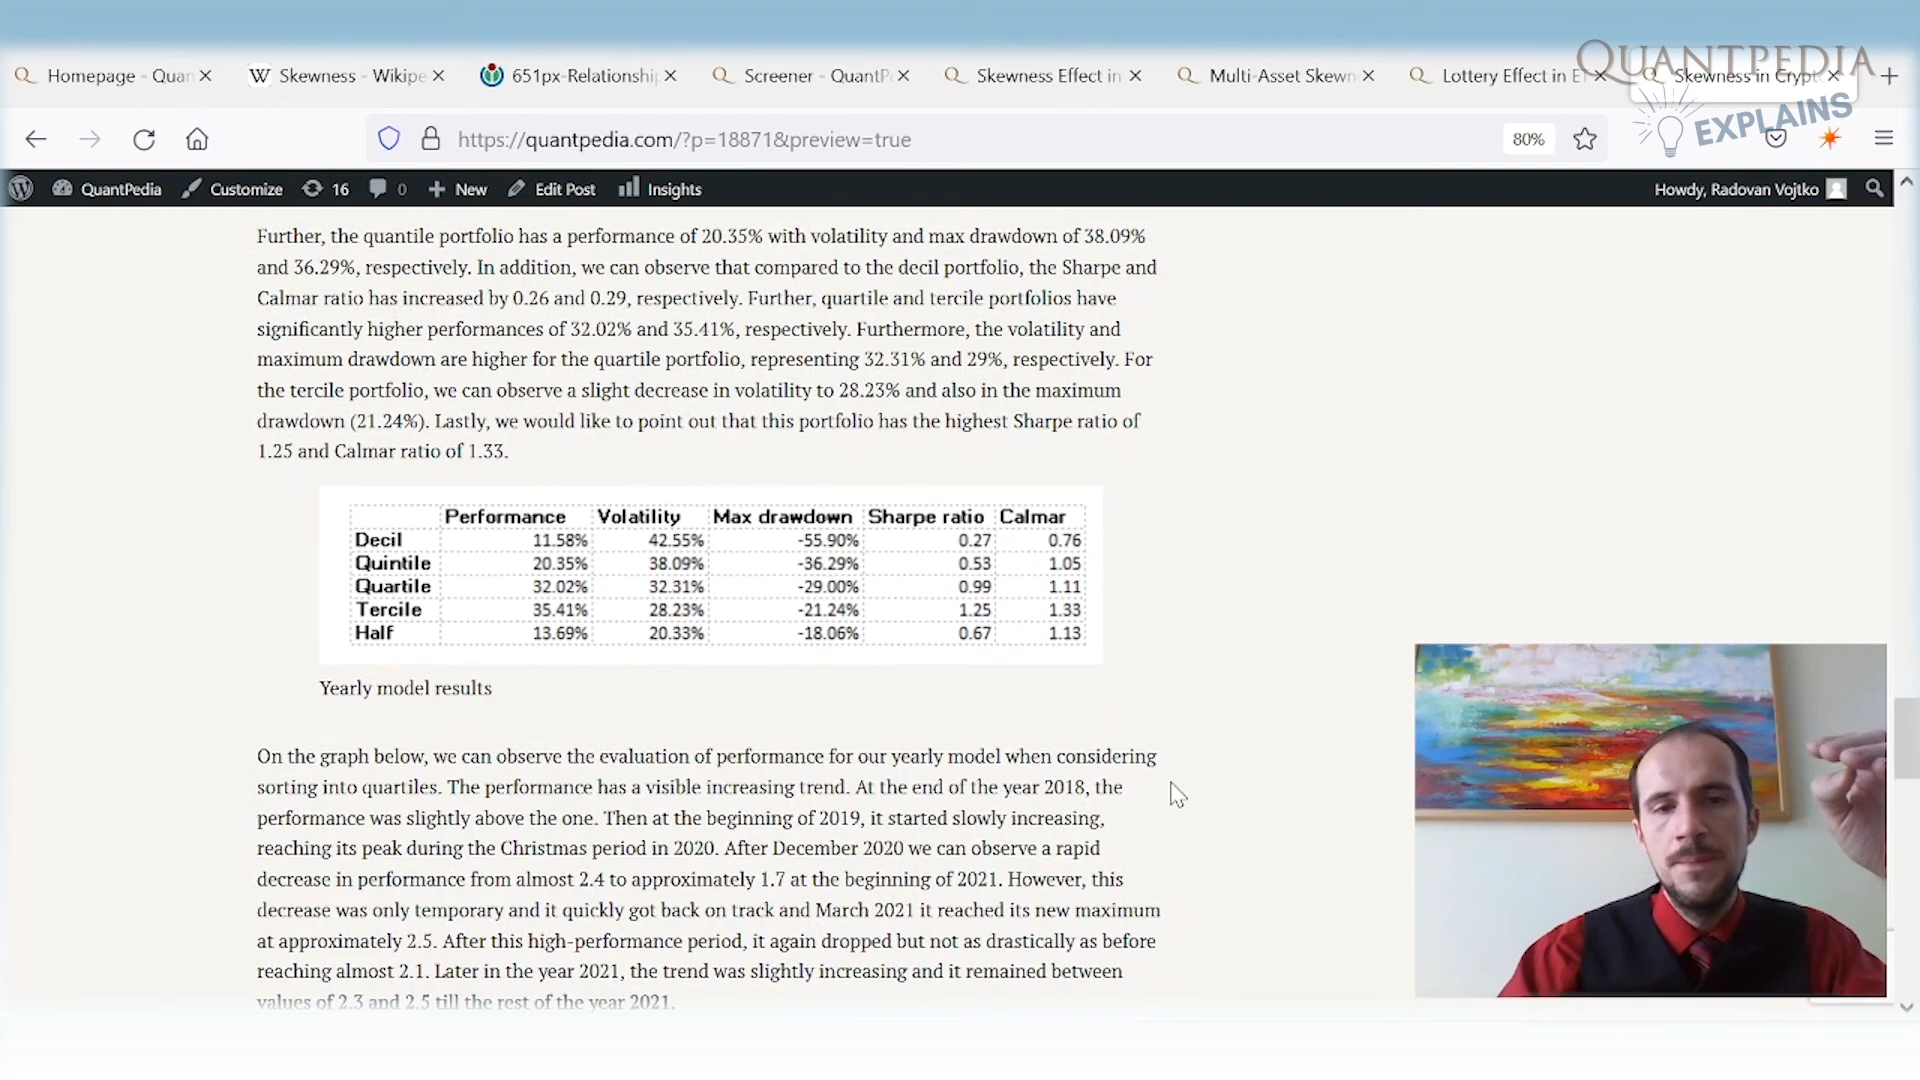 Homepage - Quan
Skewness - Wikipe
651px-Relationshi
Screener - QuantP
Skewness Effect in
Multi-Asset Skewn
Lottery Effect in E
Skewness in Crypt
QUANTPEDIA
EXPLAINS
https://quantpedia.com/?p=18871&preview=true
80%
QuantPedia
Customize
16
0
New
Edit Post
Insights
Howdy, Radovan Vojtko
Further, the quantile portfolio has a performance of 20.35% with volatility and max drawdown of 38.09%
and 36.29%, respectively. In addition, we can observe that compared to the decil portfolio, the Sharpe and
Calmar ratio has increased by 0.26 and 0.29, respectively. Further, quartile and tercile portfolios have
significantly higher performances of 32.02% and 35.41%, respectively. Furthermore, the volatility and
maximum drawdown are higher for the quartile portfolio, representing 32.31% and 29%, respectively. For
the tercile portfolio, we can observe a slight decrease in volatility to 28.23% and also in the maximum
drawdown (21.24%). Lastly, we would like to point out that this portfolio has the highest Sharpe ratio of
1.25 and Calmar ratio of 1.33.
Performance Volatility Max drawdown Sharpe ratio Calmar
Decil 11.58% 42.55% -55.90% 0.27 0.76
Quintile 20.35% 38.09% -36.29% 0.53 1.05
Quartile 32.02% 32.31% -29.00% 0.99 1.11
Tercile 35.41% 28.23% -21.24% 1.25 1.33
Half 13.69% 20.33% -18.06% 0.67 1.13
Yearly model results
On the graph below, we can observe the evaluation of performance for our yearly model when considering
sorting into quartiles. The performance has a visible increasing trend. At the end of the year 2018, the
performance was slightly above the one. Then at the beginning of 2019, it started slowly increasing,
reaching its peak during the Christmas period in 2020. After December 2020 we can observe a rapid
decrease in performance from almost 2.4 to approximately 1.7 at the beginning of 2021. However, this
decrease was only temporary and it quickly got back on track and March 2021 it reached its new maximum
at approximately 2.5. After this high-performance period, it again dropped but not as drastically as before
reaching almost 2.1. Later in the year 2021, the trend was slightly increasing and it remained between
values of 2.3 and 2.5 till the rest of the year 2021.